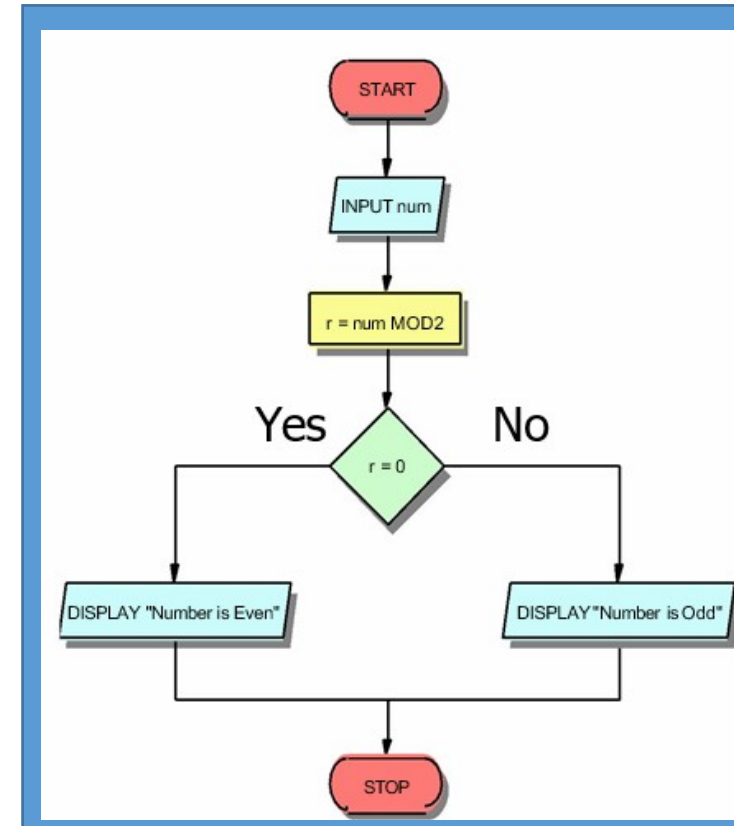 START
INPUT num
r = num MOD2
Yes
No
r = 0
DISPLAY "Number is Even"
DISPLAY "Number is Odd"
STOP